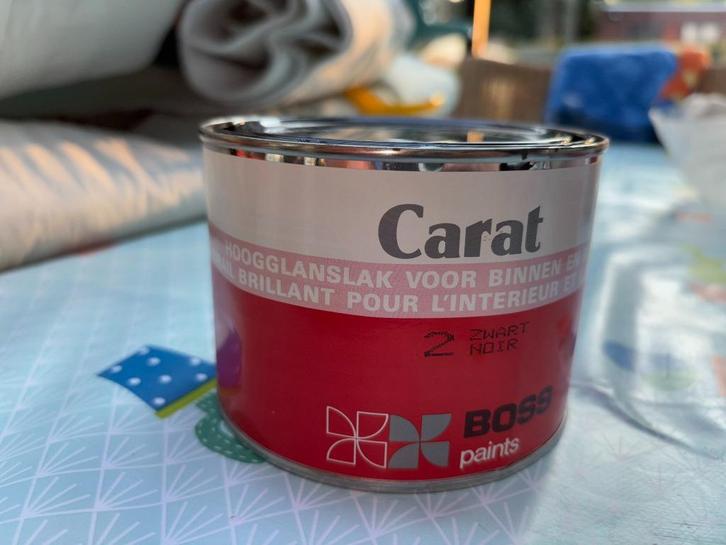 Carat
HOOGGLANSLAK VOOR BINNEN EN
BRILLANT POUR L'INTERIEUR ET
2 ZWART
NOIR
BOSS
paints